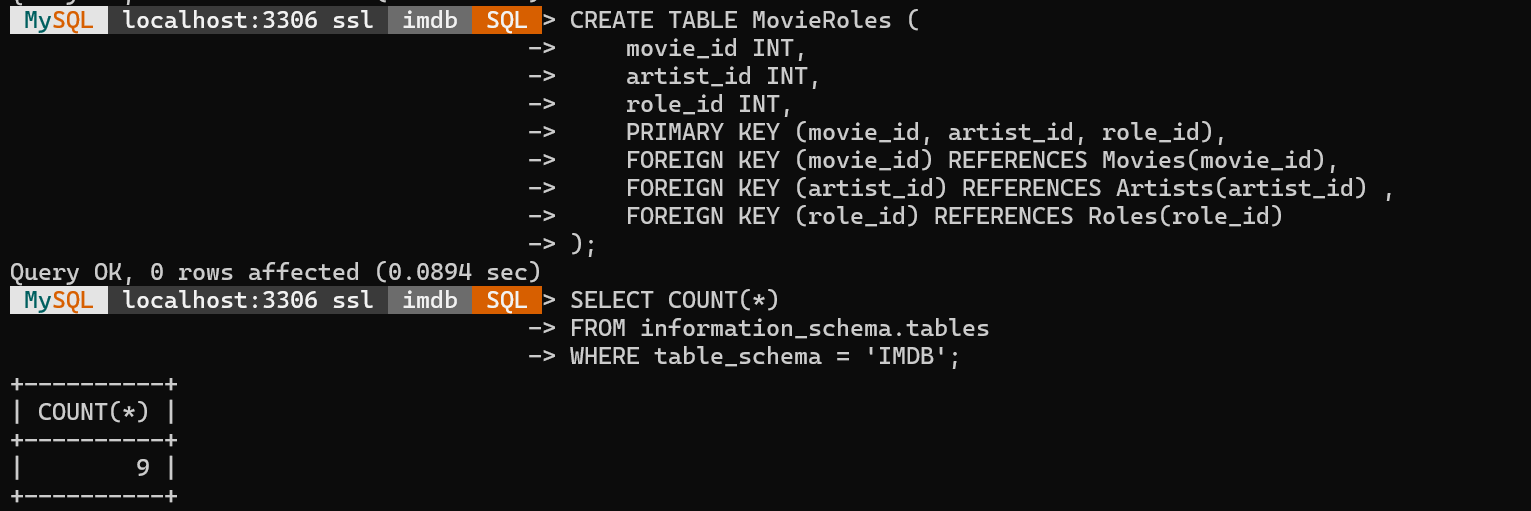 MySQL localhost:3306 ssl imdb SQL > CREATE TABLE MovieRoles (
-> movie_id INT,
-> artist_id INT,
-> role_id INT,
-> PRIMARY KEY (movie_id, artist_id, role_id),
-> FOREIGN KEY (movie_id) REFERENCES Movies(movie_id),
-> FOREIGN KEY (artist_id) REFERENCES Artists(artist_id) ,
-> FOREIGN KEY (role_id) REFERENCES Roles(role_id)
-> );
Query OK, 0 rows affected (0.0894 sec)
MySQL localhost:3306 ssl imdb SQL > SELECT COUNT(*)
-> FROM information_schema.tables
-> WHERE table_schema = 'IMDB';
+----------+
| COUNT(*) |
+----------+
|        9 |
+----------+